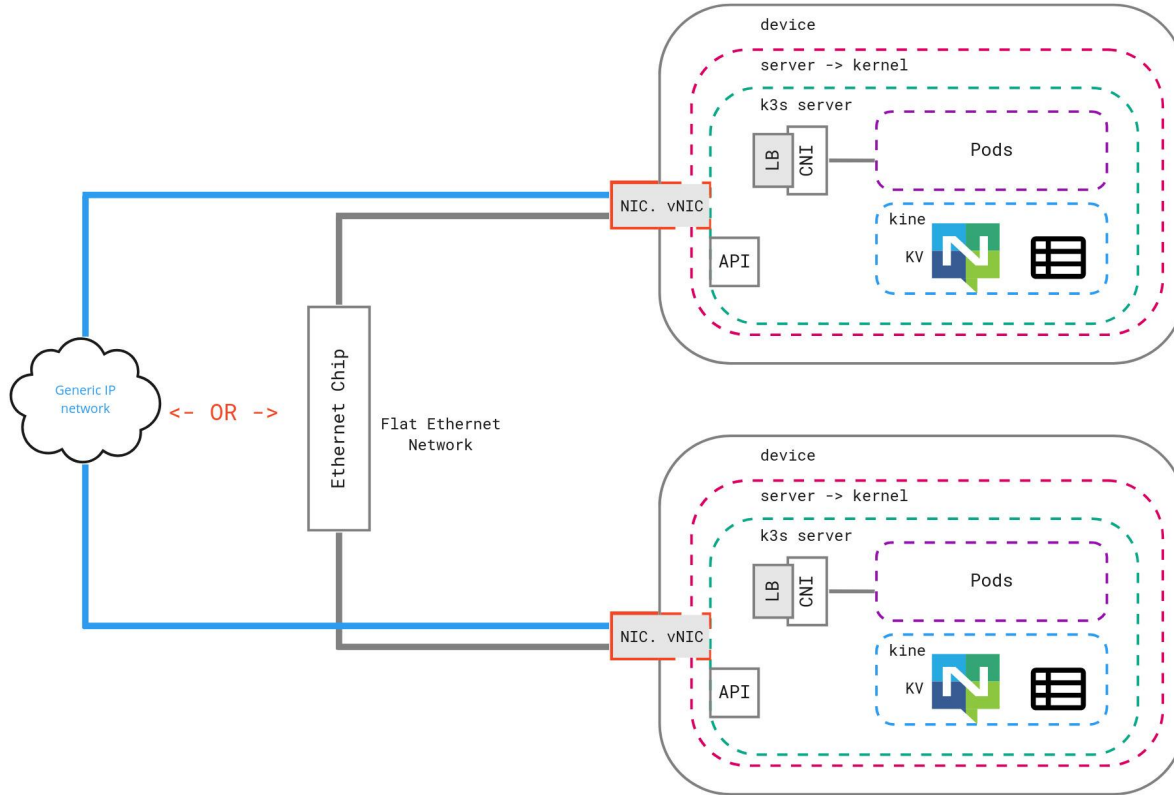 device
server -> kernel
k3s server
LB
CNI
Pods
NIC. vNIC
kine
KV
N
API
Generic IP
network
<- OR ->
Ethernet Chip
Flat Ethernet
Network
device
server -> kernel
k3s server
LB
CNI
Pods
NIC. vNIC
kine
KV
N
API